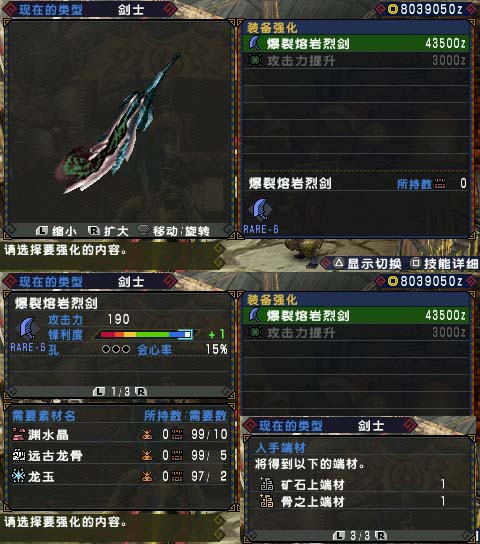 现在的类型 剑士
8039050z
装备强化
爆裂熔岩烈剑 43500z
攻击力提升 3000z
爆裂熔岩烈剑 所持数 0
RARE-6
L 缩小 R 扩大 移动/旋转
请选择要强化的内容。
△显示切换 □技能详细
现在的类型 剑士
8039050z
爆裂熔岩烈剑
攻击力 190
锋利度 +1
RARE-6
孔 会心率 15%
L 1/3 R
装备强化
爆裂熔岩烈剑 43500z
攻击力提升 3000z
需要素材名 所持数/需要数
渊水晶 0 99/10
远古龙骨 0 99/ 5
龙玉 0 97/ 2
请选择要强化的内容。
现在的类型 剑士
入手端材
将得到以下的端材。
矿石上端材 1
骨之上端材 1
L 3/3 R